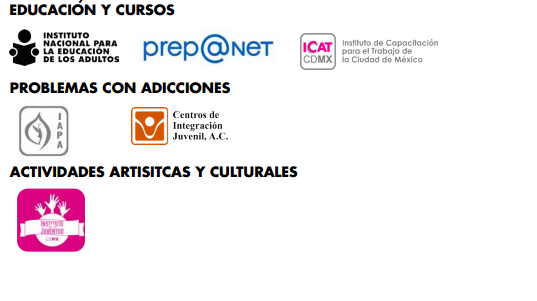 EDUCACIÓN Y CURSOS
INSTITUTO
NACIONAL PARA
LA EDUCACIÓN
DE LOS ADULTOS
prep@NET
ICAT
CDMX
Instituto de Capacitación
para el Trabajo de
la Ciudad de México
PROBLEMAS CON ADICCIONES
IAPA
Centros de
Integración
Juvenil, A.C.
ACTIVIDADES ARTISITCAS Y CULTURALES
INSTITUTO
DE LA
JUVENTUD
CDMX